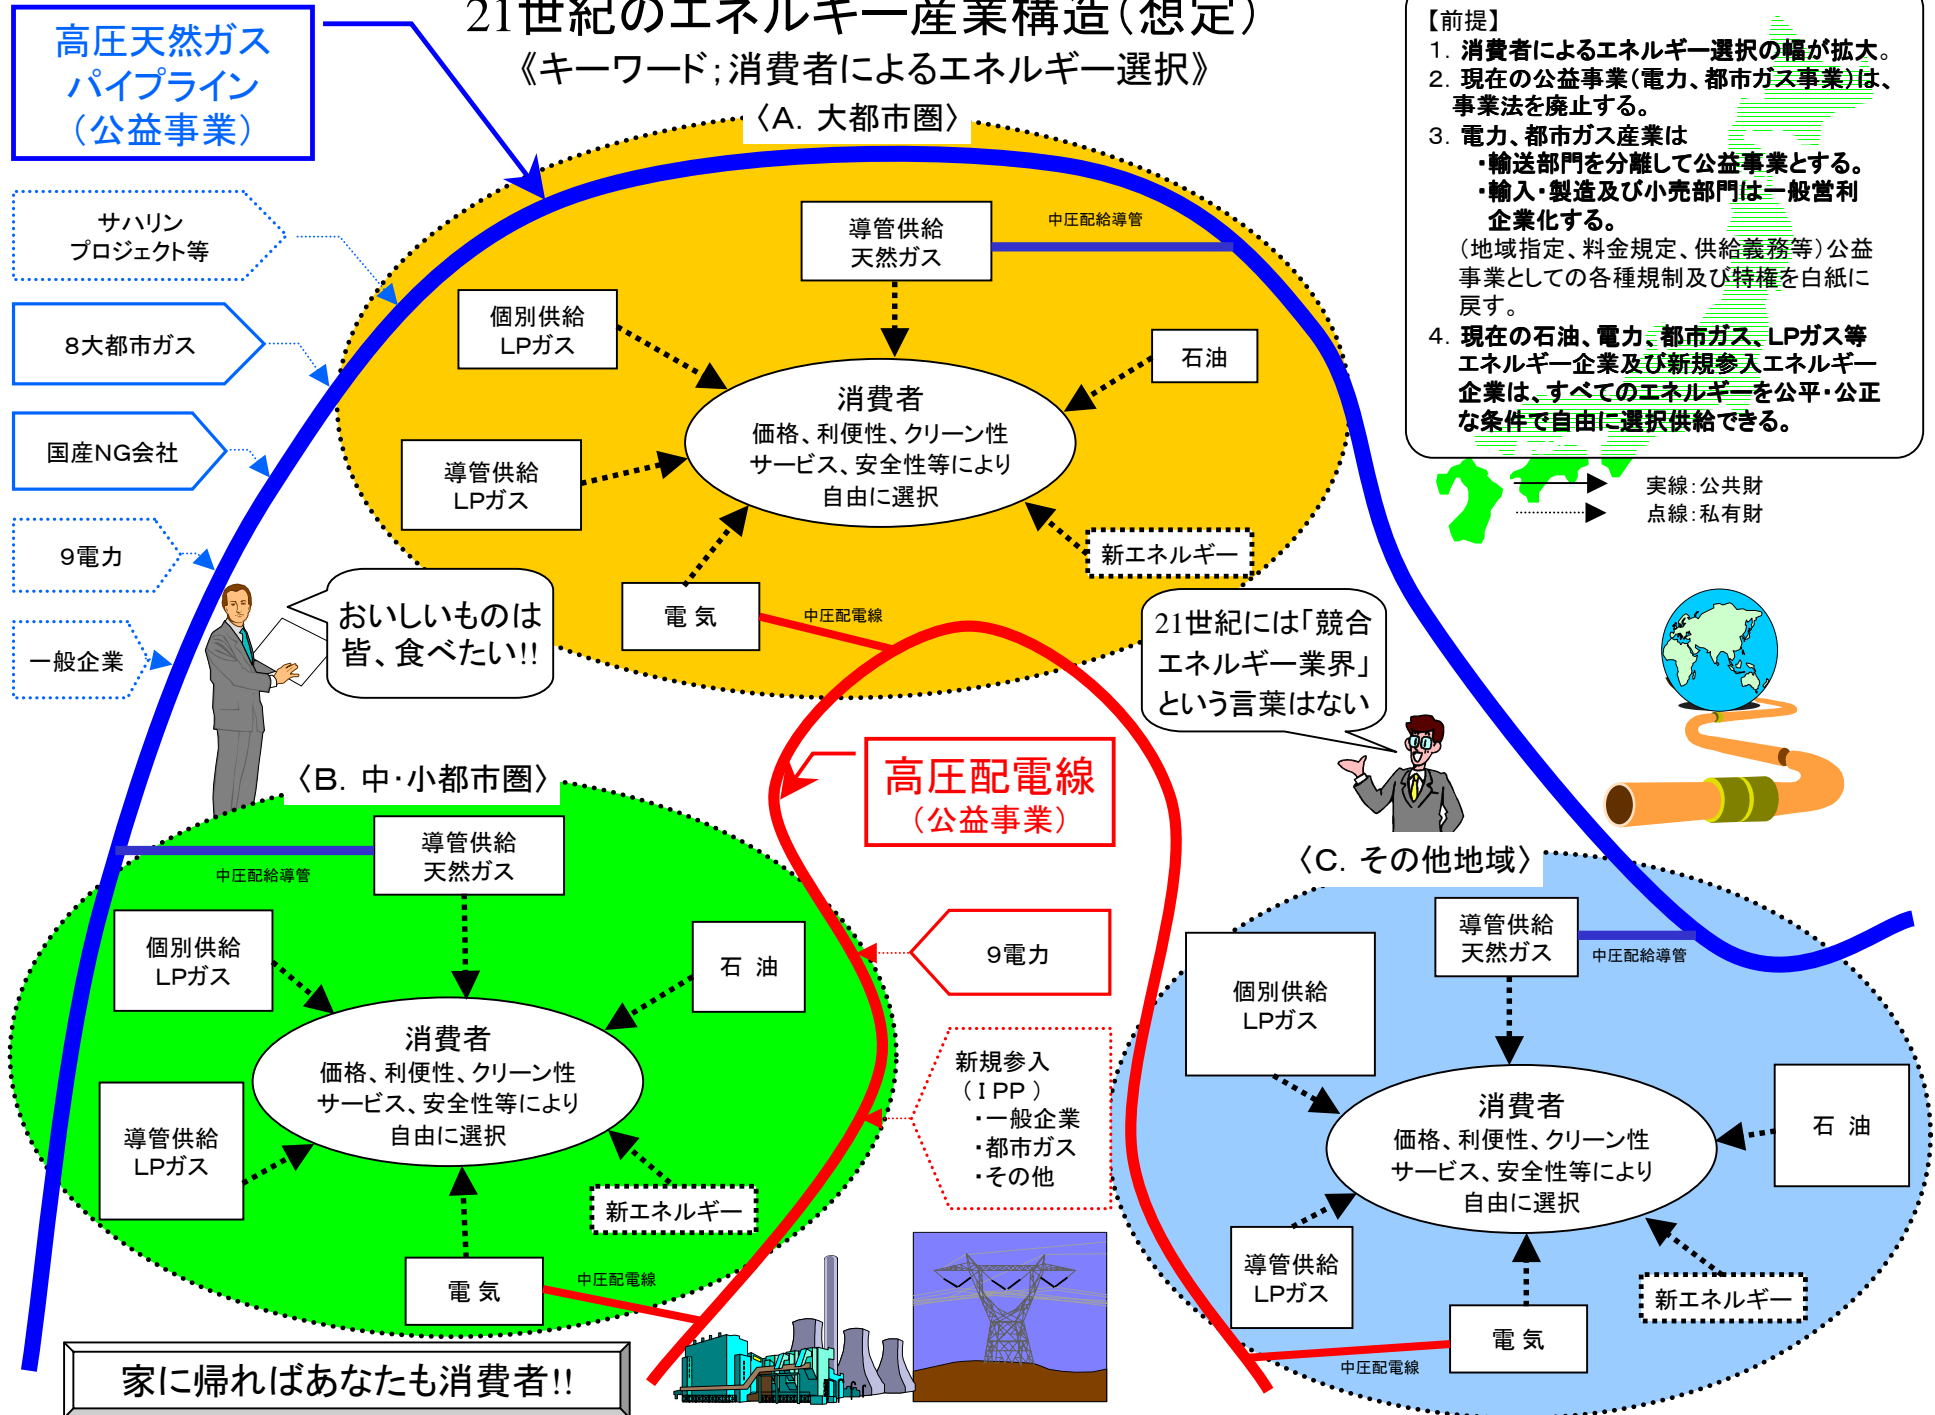 21世紀のエネルギー産業構造（想定）
《キーワード；消費者によるエネルギー選択》
高圧天然ガス
パイプライン
（公益事業）
【前提】
1．消費者によるエネルギー選択の幅が拡大。
2．現在の公益事業（電力、都市ガス事業）は、
事業法を廃止する。
3．電力、都市ガス産業は
・輸送部門を分離して公益事業とする。
・輸入・製造及び小売部門は一般営利
企業化する。
（地域指定、料金規定、供給義務等）公益
事業としての各種規制及び特権を白紙に
戻す。
4．現在の石油、電力、都市ガス、LPガス等
エネルギー企業及び新規参入エネルギー
企業は、すべてのエネルギーを公平・公正
な条件で自由に選択供給できる。
実線：公共財
点線：私有財
サハリン
プロジェクト等
8大都市ガス
国産NG会社
9電力
一般企業
〈A．大都市圏〉
導管供給
天然ガス
中圧配給導管
個別供給
LPガス
石油
消費者
価格、利便性、クリーン性
サービス、安全性等により
自由に選択
導管供給
LPガス
新エネルギー
電 気
中圧配電線
おいしいものは
皆、食べたい!!
21世紀には「競合
エネルギー業界」
という言葉はない
高圧配電線
（公益事業）
〈B．中・小都市圏〉
導管供給
天然ガス
中圧配給導管
個別供給
LPガス
石 油
消費者
価格、利便性、クリーン性
サービス、安全性等により
自由に選択
導管供給
LPガス
新エネルギー
電 気
中圧配電線
9電力
新規参入
（IPP）
・一般企業
・都市ガス
・その他
〈C．その他地域〉
導管供給
天然ガス
中圧配給導管
個別供給
LPガス
石 油
消費者
価格、利便性、クリーン性
サービス、安全性等により
自由に選択
導管供給
LPガス
新エネルギー
電 気
中圧配電線
家に帰ればあなたも消費者!!